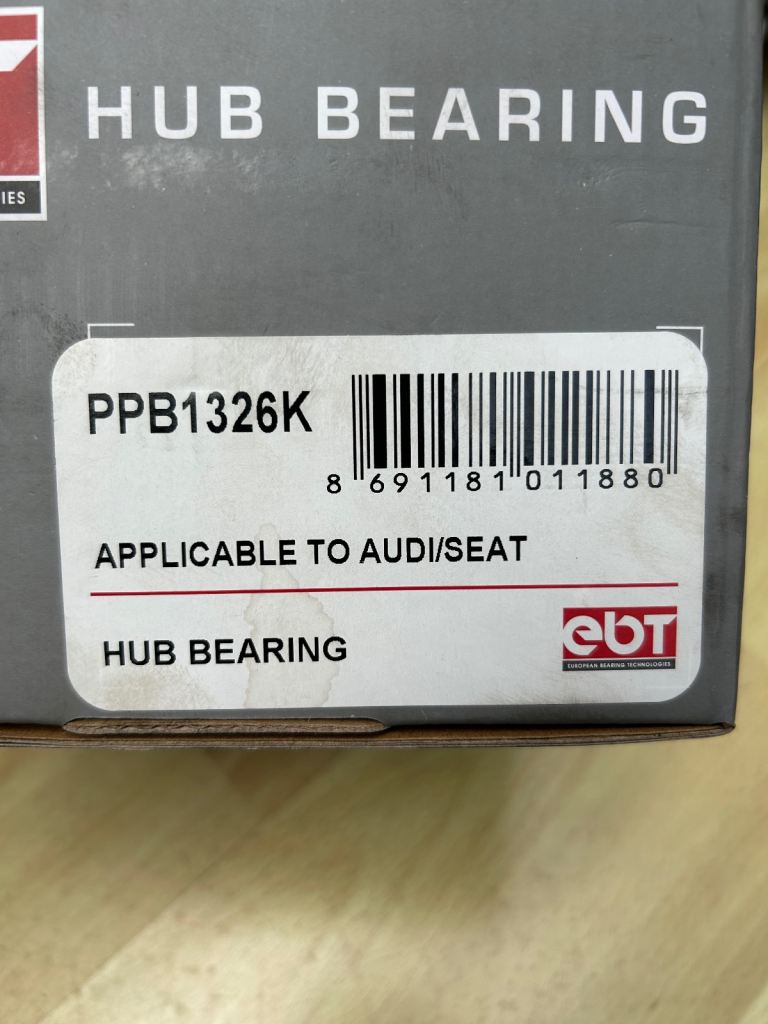 HUB BEARING
IES
PPB1326K
8 691181 011880
APPLICABLE TO AUDI/SEAT
HUB BEARING
ebT
EUROPEAN BEARING TECHNOLOGIES